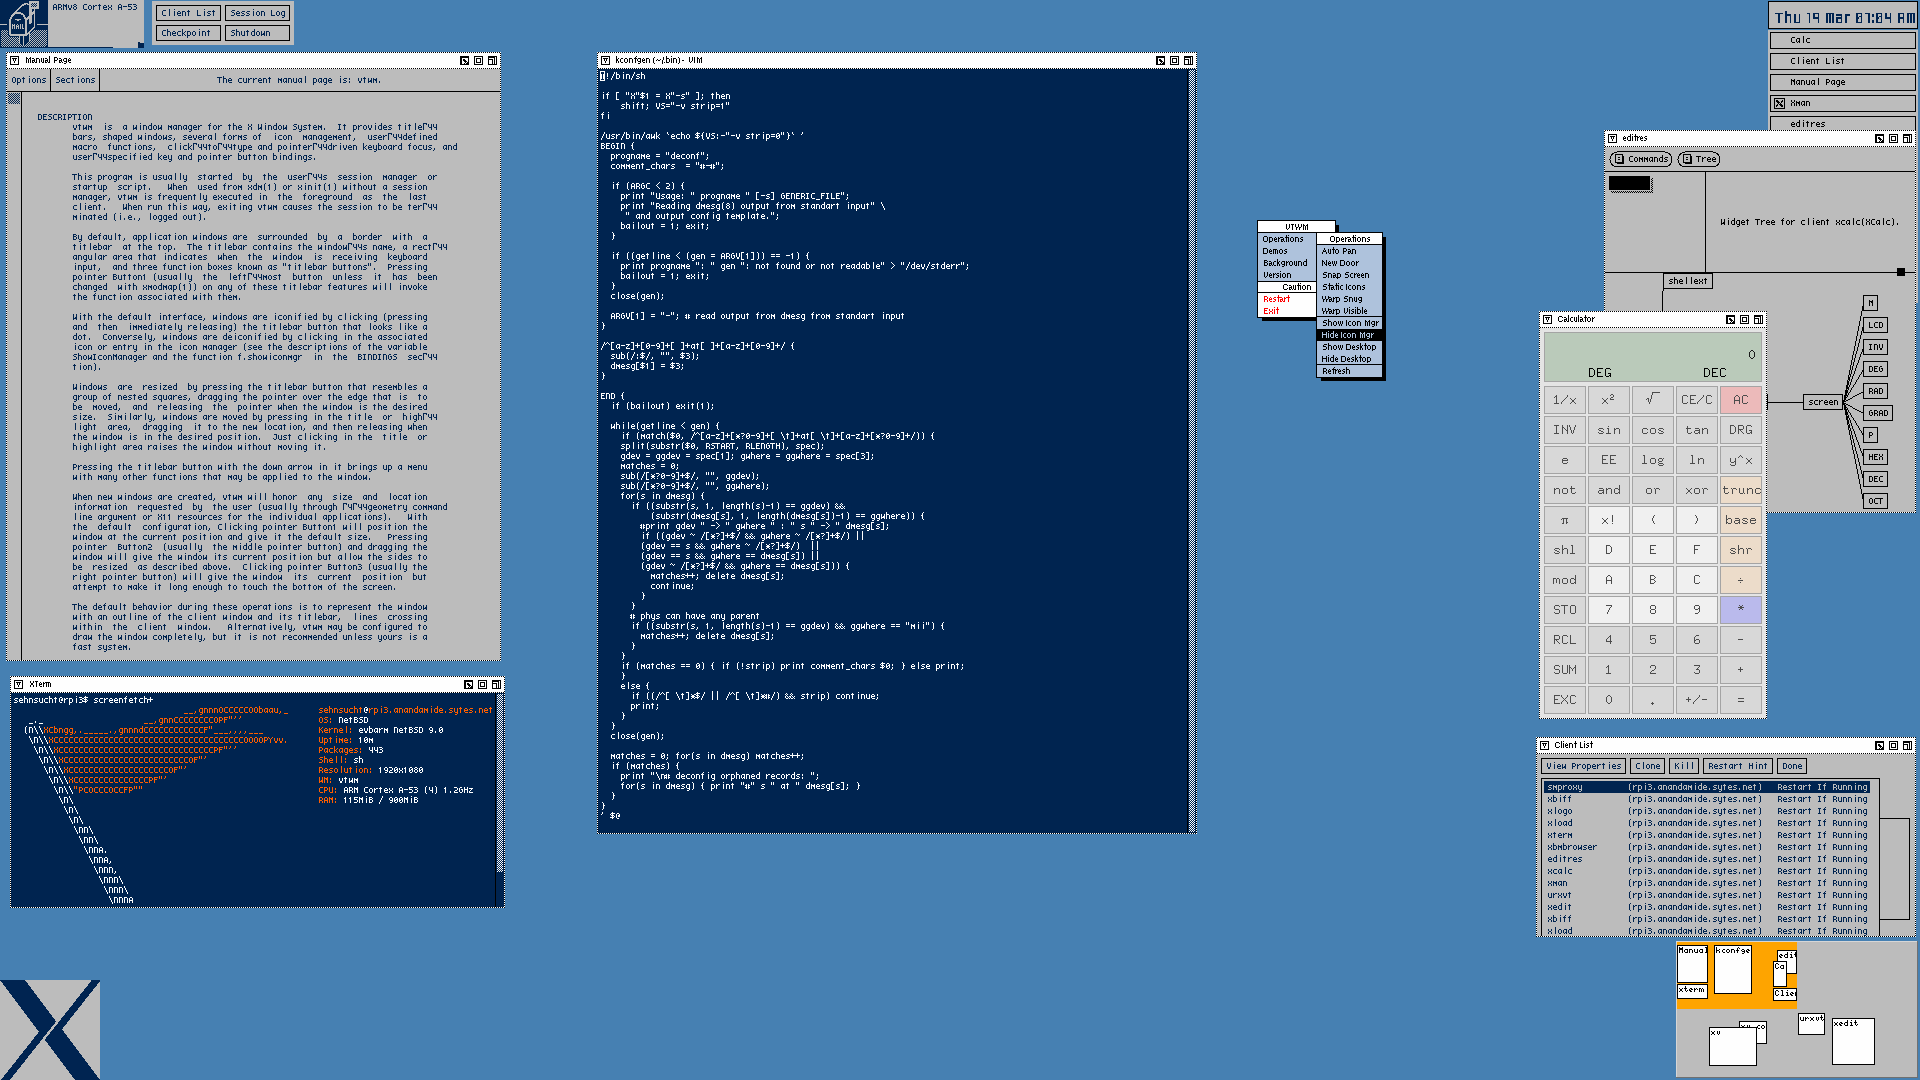 ARMv8 Cortex A-53
MAIL
Client List
Session Log
Checkpoint
Shutdown
Thu 19 Mar 07:04 AM
Calc
Client List
Manual Page
Xman
editres
Manual Page
Options
Sections
The current manual page is: vtwm.
DESCRIPTION
vtwm is a window manager for the X Window System. It provides titleΓЧЧ
bars, shaped windows, several forms of icon management, userΓЧЧdefined
macro functions, clickΓЧЧtoΓЧЧtype and pointerΓЧЧdriven keyboard focus, and
userΓЧЧspecified key and pointer button bindings.
This program is usually started by the userΓЧЧs session manager or
startup script. When used from xdm(1) or xinit(1) without a session
manager, vtwm is frequently executed in the foreground as the last
client. When run this way, exiting vtwm causes the session to be terΓЧЧ
minated (i.e., logged out).
By default, application windows are surrounded by a border with a
titlebar at the top. The titlebar contains the windowΓЧЧs name, a rectΓЧЧ
angular area that indicates when the window is receiving keyboard
input, and three function boxes known as "titlebar buttons". Pressing
pointer Button1 (usually the leftΓЧЧmost button unless it has been
changed with xmodmap(1)) on any of these titlebar features will invoke
the function associated with them.
With the default interface, windows are iconified by clicking (pressing
and then immediately releasing) the titlebar button that looks like a
dot. Conversely, windows are deiconified by clicking in the associated
icon or entry in the icon manager (see the descriptions of the variable
ShowIconManager and the function f.showiconmgr in the BINDINGS secΓЧЧ
tion).
Windows are resized by pressing the titlebar button that resembles a
group of nested squares, dragging the pointer over the edge that is to
be moved, and releasing the pointer when the window is the desired
size. Similarly, windows are moved by pressing in the title or highΓЧЧ
light area, dragging it to the new location, and then releasing when
the window is in the desired position. Just clicking in the title or
highlight area raises the window without moving it.
Pressing the titlebar button with the down arrow in it brings up a menu
with many other functions that may be applied to the window.
When new windows are created, vtwm will honor any size and location
information requested by the user (usually through ΓЧЧΓЧЧgeometry command
line argument or X11 resources for the individual applications). With
the default configuration, Clicking pointer Button1 will position the
window at the current position and give it the default size. Pressing
pointer Button2 (usually the middle pointer button) and dragging the
window will give the window its current position but allow the sides to
be resized as described above. Clicking pointer Button3 (usually the
right pointer button) will give the window its current position but
attempt to make it long enough to touch the bottom of the screen.
The default behavior during these operations is to represent the window
with an outline of the client window and its titlebar, lines crossing
within the client window. Alternatively, vtwm may be configured to
draw the window completely, but it is not recommended unless yours is a
fast system.
kconfgen (~/.bin) - VIM
#!/bin/sh
if [ "X"$1 = X"-s" ]; then
shift; VS="-v strip=1"
fi
/usr/bin/awk `echo ${VS:-"-v strip=0"}` '
BEGIN {
progname = "deconf";
comment_chars = "#-#";
if (ARGC < 2) {
print "Usage: " progname " [-s] GENERIC_FILE";
print "Reading dmesg(8) output from standart input" \
" and output config template.";
bailout = 1; exit;
}
if ((getline < (gen = ARGV[1])) == -1) {
print progname ": " gen ": not found or not readable" > "/dev/stderr";
bailout = 1; exit;
}
close(gen);
ARGV[1] = "-"; # read output from dmesg from standart input
}
/^[a-z]+[0-9]+[ ]+at[ ]+[a-z]+[0-9]+/ {
sub(/:$/, "", $3);
dmesg[$1] = $3;
}
END {
if (bailout) exit(1);
while(getline < gen) {
if (match($0, /^[a-z]+[*?0-9]+[ \t]+at[ \t]+[a-z]+[*?0-9]+/)) {
split(substr($0, RSTART, RLENGTH), spec);
gdev = ggdev = spec[1]; gwhere = ggwhere = spec[3];
matches = 0;
sub(/[*?0-9]+$/, "", ggdev);
sub(/[*?0-9]+$/, "", ggwhere);
for(s in dmesg) {
if ((substr(s, 1, length(s)-1) == ggdev) &&
(substr(dmesg[s], 1, length(dmesg[s])-1) == ggwhere)) {
#print gdev " -> " gwhere " : " s " -> " dmesg[s];
if ((gdev ~ /[*?]+$/ && gwhere ~ /[*?]+$/) ||
(gdev == s && gwhere ~ /[*?]+$/) ||
(gdev == s && gwhere == dmesg[s]) ||
(gdev ~ /[*?]+$/ && gwhere == dmesg[s])) {
matches++; delete dmesg[s];
continue;
}
}
# phys can have any parent
if ((substr(s, 1, length(s)-1) == ggdev) && ggwhere == "mii") {
matches++; delete dmesg[s];
}
}
if (matches == 0) { if (!strip) print comment_chars $0; } else print;
}
else {
if ((/^[ \t]*$/ || /^[ \t]*#/) && strip) continue;
print;
}
}
close(gen);
matches = 0; for(s in dmesg) matches++;
if (matches) {
print "\n# deconfig orphaned records: ";
for(s in dmesg) { print "#" s " at " dmesg[s]; }
}
}
' $@
VTWM
Operations
Demos
Background
Version
Caution
Restart
Exit
Operations
Auto Pan
New Door
Snap Screen
Static Icons
Warp Snug
Warp Visible
Show Icon Mgr
Hide Icon Mgr
Show Desktop
Hide Desktop
Refresh
editres
Commands
Tree
Widget Tree for client xcalc(XCalc).
shellext
screen
M
LCD
INV
DEG
RAD
GRAD
P
HEX
DEC
OCT
Calculator
0
DEG DEC
1/x x² √ CE/C AC
INV sin cos tan DRG
e EE log ln y^x
not and or xor trunc
π x! ( ) base
shl D E F shr
mod A B C ÷
STO 7 8 9 *
RCL 4 5 6 -
SUM 1 2 3 +
EXC 0 . +/- =
XTerm
sehnsucht@rpi3$ screenfetch+
sehnsucht@rpi3.anandamide.sytes.net
OS: NetBSD
Kernel: evbarm NetBSD 9.0
Uptime: 10m
Packages: 443
Shell: sh
Resolution: 1920x1080
WM: vtwm
CPU: ARM Cortex A-53 (4) 1.2GHz
RAM: 115MiB / 900MiB
Client List
View Properties
Clone
Kill
Restart Hint
Done
smproxy (rpi3.anandamide.sytes.net) Restart If Running
xbiff (rpi3.anandamide.sytes.net) Restart If Running
xlogo (rpi3.anandamide.sytes.net) Restart If Running
xload (rpi3.anandamide.sytes.net) Restart If Running
xterm (rpi3.anandamide.sytes.net) Restart If Running
xbmbrowser (rpi3.anandamide.sytes.net) Restart If Running
editres (rpi3.anandamide.sytes.net) Restart If Running
xcalc (rpi3.anandamide.sytes.net) Restart If Running
xman (rpi3.anandamide.sytes.net) Restart If Running
urxvt (rpi3.anandamide.sytes.net) Restart If Running
xedit (rpi3.anandamide.sytes.net) Restart If Running
xbiff (rpi3.anandamide.sytes.net) Restart If Running
xload (rpi3.anandamide.sytes.net) Restart If Running
Manual
kconfge
edit
Ca
xterm
Clie
urxvt
xedit
xv